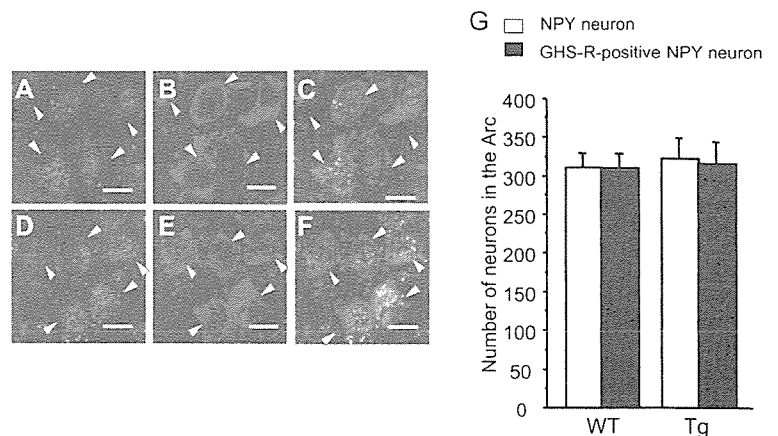 G
NPY neuron
GHS-R-positive NPY neuron
A
B
C
D
E
F
Number of neurons in the Arc
400
350
300
250
200
150
100
50
0
WT
Tg